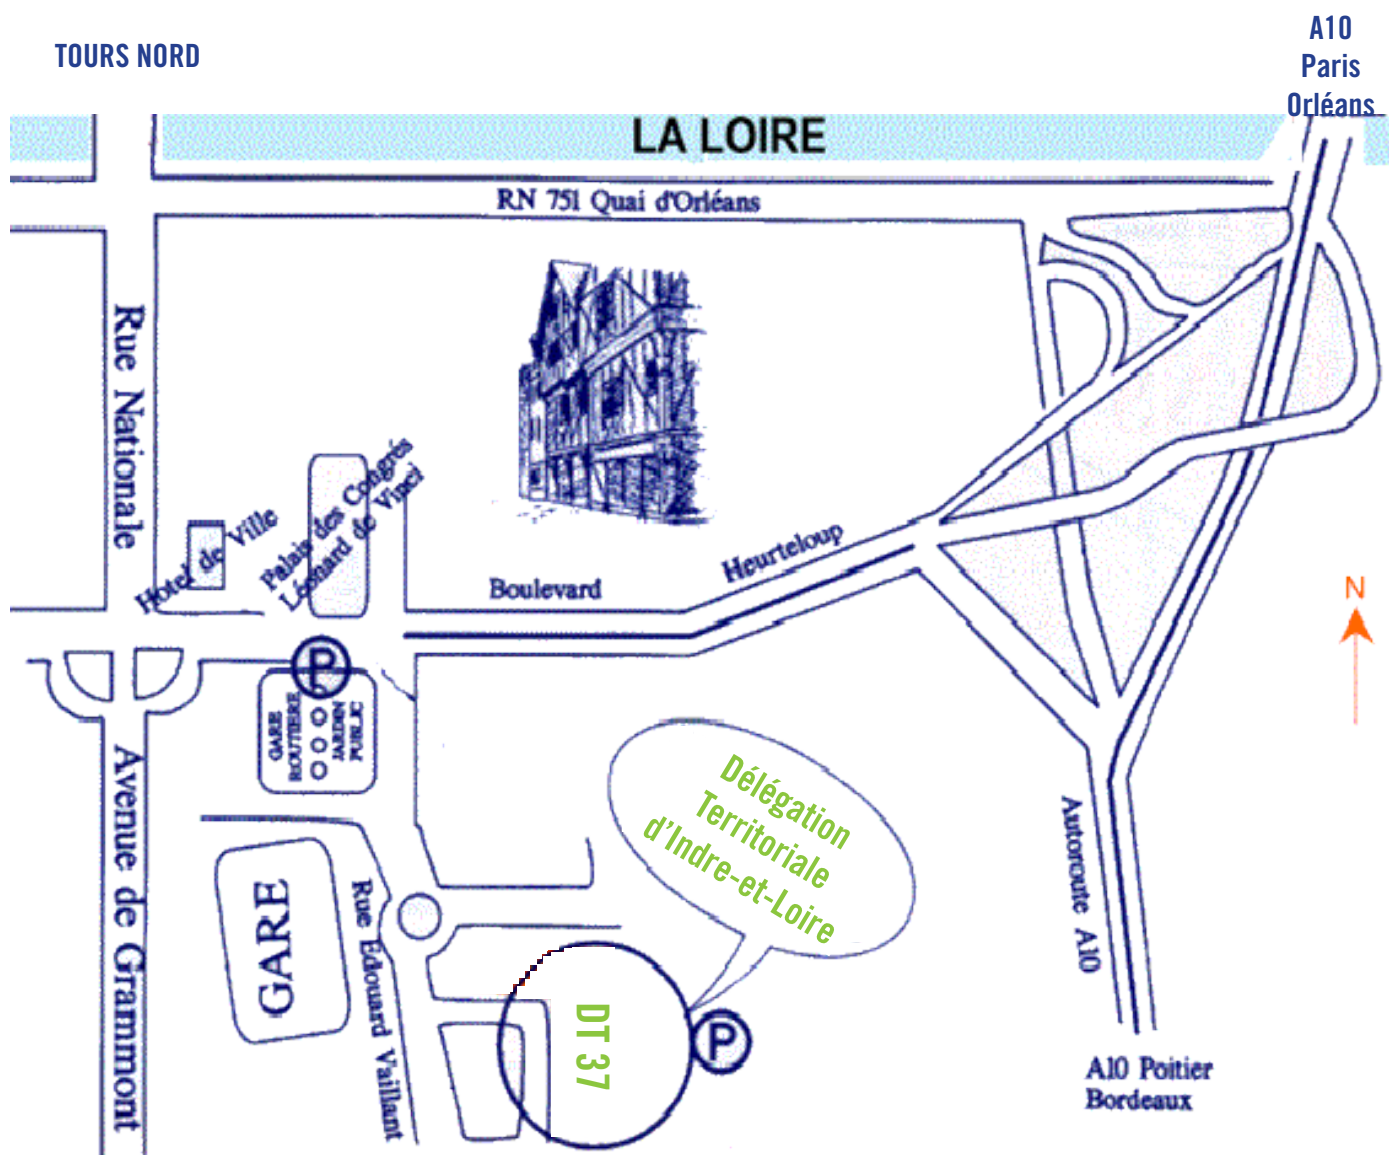 TOURS NORD
A10
Paris
Orléans
LA LOIRE
RN 751 Quai d'Orléans
Rue Nationale
Hotel de Ville
Palais des Congrés
Léonard de Vinci
Boulevard
Heurteloup
N
P
GARE
ROUTIERE
JARDIN
PUBLIC
Avenue de Grammont
GARE
Rue Edouard Vaillant
Délégation
Territoriale
d'Indre-et-Loire
DT 37
P
Autoroute A10
A10 Poitier
Bordeaux